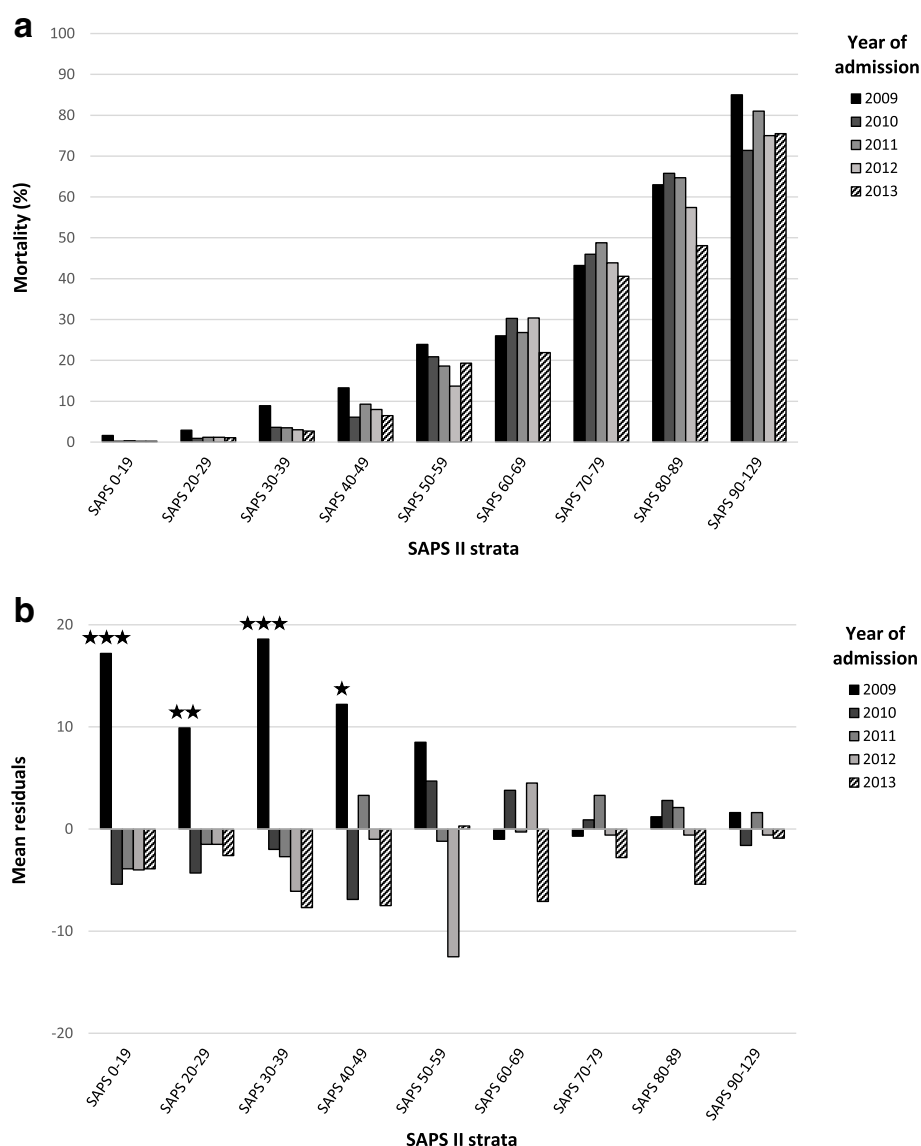 a
100
90
80
70
60
50
40
30
20
10
0
Mortality (%)
SAPS 0-19
SAPS 20-29
SAPS 30-39
SAPS 40-49
SAPS 50-59
SAPS 60-69
SAPS 70-79
SAPS 80-89
SAPS 90-129
SAPS II strata
Year of
admission
2009
2010
2011
2012
2013
b
20
10
0
-10
-20
Mean residuals
★★★
★★
★★★
★
SAPS 0-19
SAPS 20-29
SAPS 30-39
SAPS 40-49
SAPS 50-59
SAPS 60-69
SAPS 70-79
SAPS 80-89
SAPS 90-129
SAPS II strata
Year of
admission
2009
2010
2011
2012
2013